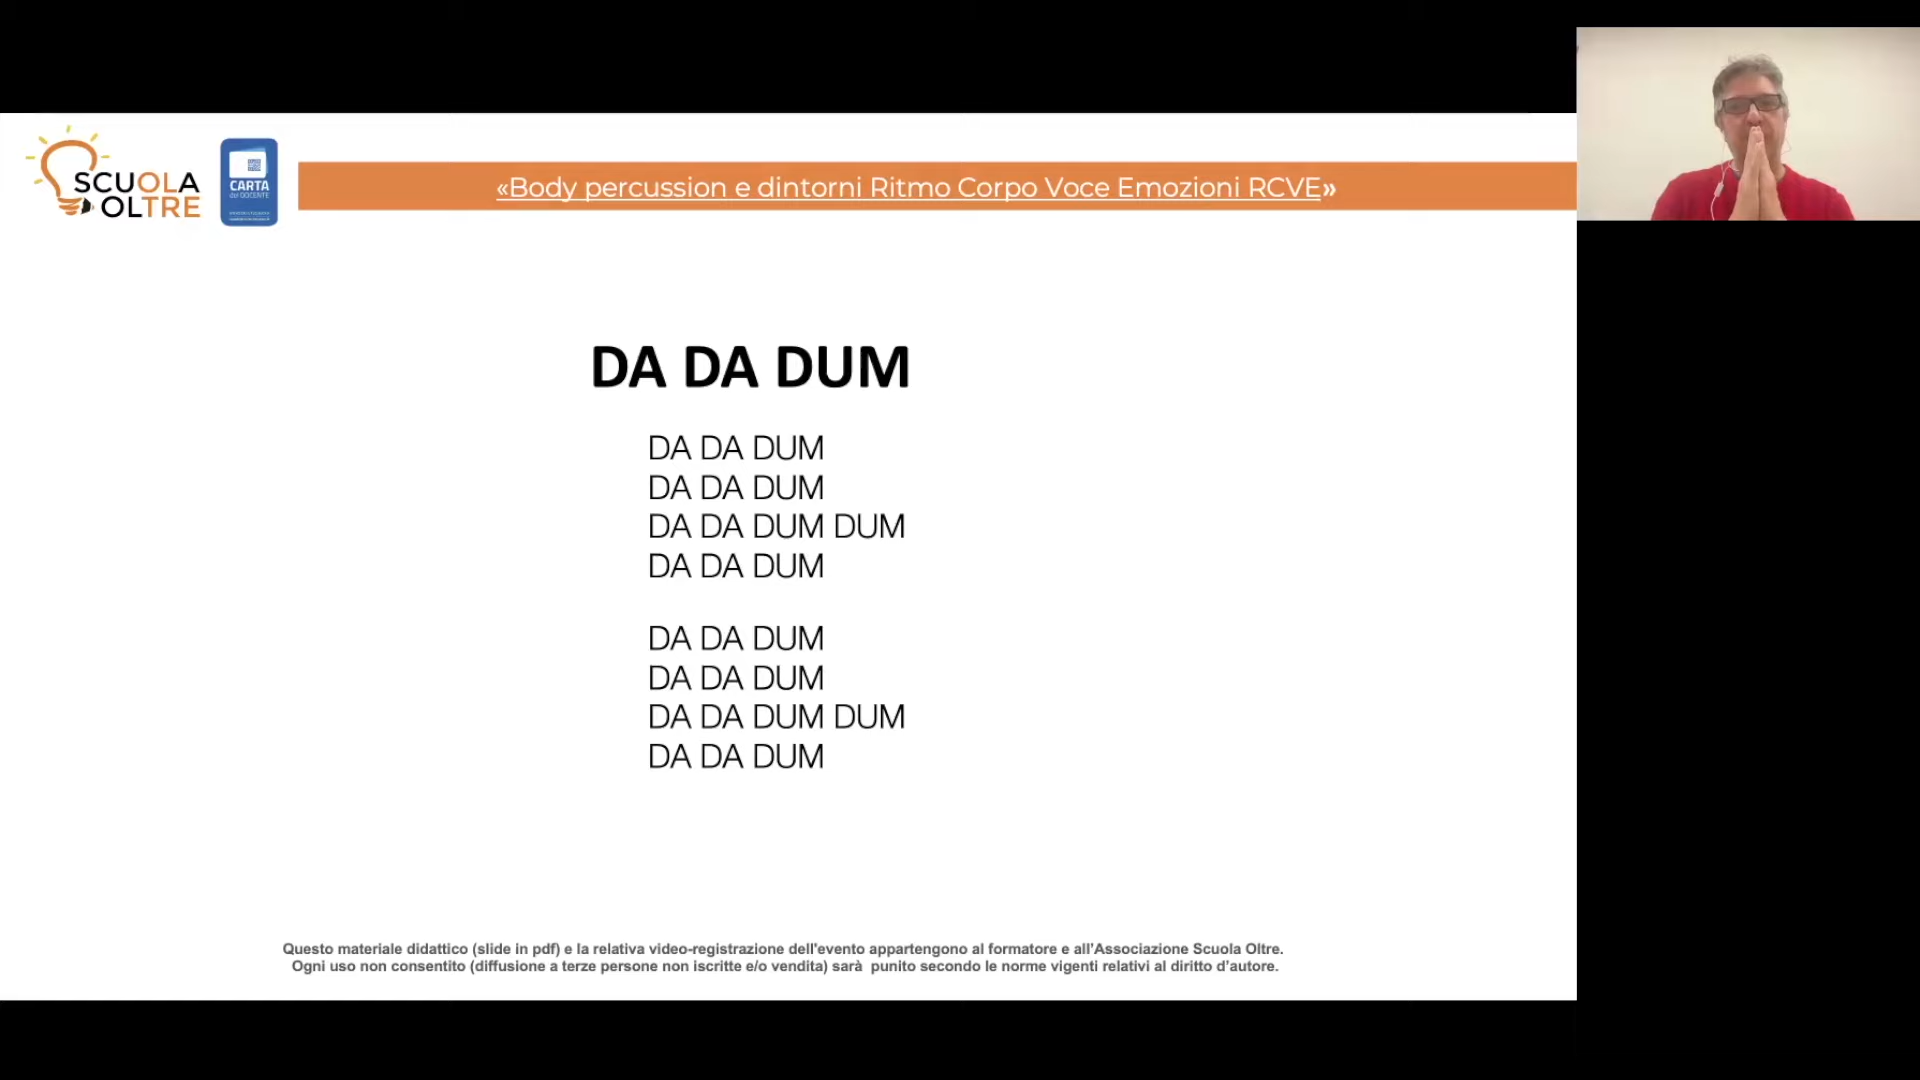 SCUOLA
OLTRE
CARTA
del DOCENTE
«Body percussion e dintorni Ritmo Corpo Voce Emozioni RCVE»
DA DA DUM
DA DA DUM
DA DA DUM
DA DA DUM DUM
DA DA DUM
DA DA DUM
DA DA DUM
DA DA DUM DUM
DA DA DUM
Questo materiale didattico (slide in pdf) e la relativa video-registrazione dell'evento appartengono al formatore e all'Associazione Scuola Oltre.
Ogni uso non consentito (diffusione a terze persone non iscritte e/o vendita) sarà punito secondo le norme vigenti relativi al diritto d'autore.